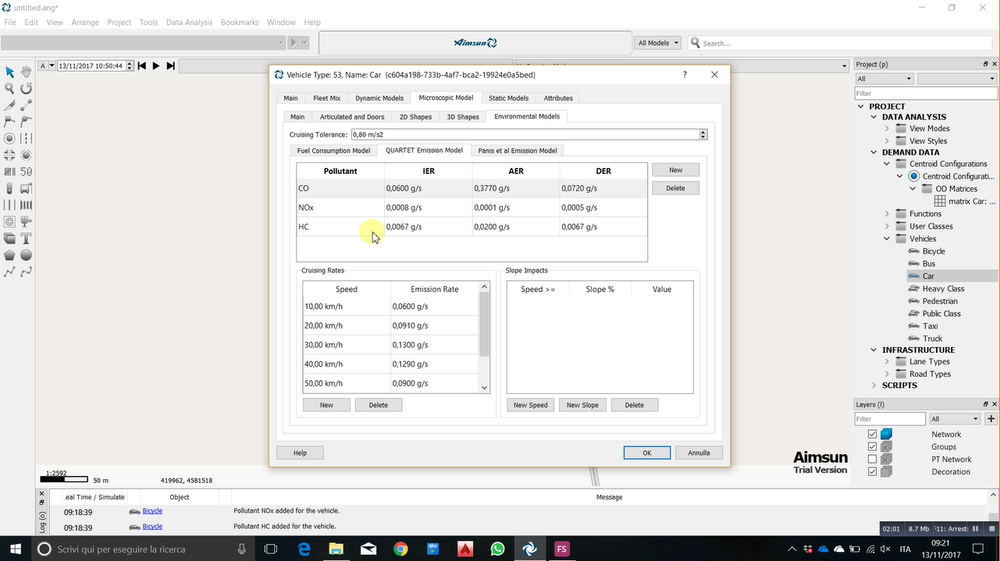 untitled.ang*
File Edit View Arrange Project Tools Data Analysis Bookmarks Window Help
Aimsun
All Models
Search...
A 13/11/2017 10:50:44
Vehicle Type: 53, Name: Car {c604a198-733b-4af7-bca2-19924e0a5bed}
?
Main Fleet Mix Dynamic Models Microscopic Model Static Models Attributes
Main Articulated and Doors 2D Shapes 3D Shapes Environmental Models
Cruising Tolerance: 0,80 m/s2
Fuel Consumption Model QUARTET Emission Model Panis et al Emission Model
Pollutant IER AER DER
CO 0,0600 g/s 0,3770 g/s 0,0720 g/s
NOx 0,0008 g/s 0,0001 g/s 0,0005 g/s
HC 0,0067 g/s 0,0200 g/s 0,0067 g/s
New
Delete
Cruising Rates
Speed Emission Rate
10,00 km/h 0,0600 g/s
20,00 km/h 0,0910 g/s
30,00 km/h 0,1300 g/s
40,00 km/h 0,1290 g/s
50,00 km/h 0,0900 g/s
New Delete
Slope Impacts
Speed >= Slope % Value
New Speed New Slope Delete
Help OK Annulla
Project (p)
All
Filter
PROJECT
DATA ANALYSIS
View Modes
View Styles
DEMAND DATA
Centroid Configurations
Centroid Configurati...
OD Matrices
matrix Car: ...
Functions
User Classes
Vehicles
Bicycle
Bus
Car
Heavy Class
Pedestrian
Public Class
Taxi
Truck
INFRASTRUCTURE
Lane Types
Road Types
SCRIPTS
Layers (l)
Filter All
Network
Groups
PT Network
Decoration
1:2592
50 m 419962, 4581518
Aimsun
Trial Version
Log (o)
eal Time / Simulate Object Message
09:18:39 Bicycle Pollutant NOx added for the vehicle.
09:18:39 Bicycle Pollutant HC added for the vehicle.
02:01 8.7 Mb F11: Arrest
Scrivi qui per eseguire la ricerca
sky
FS
ITA
09:21
13/11/2017